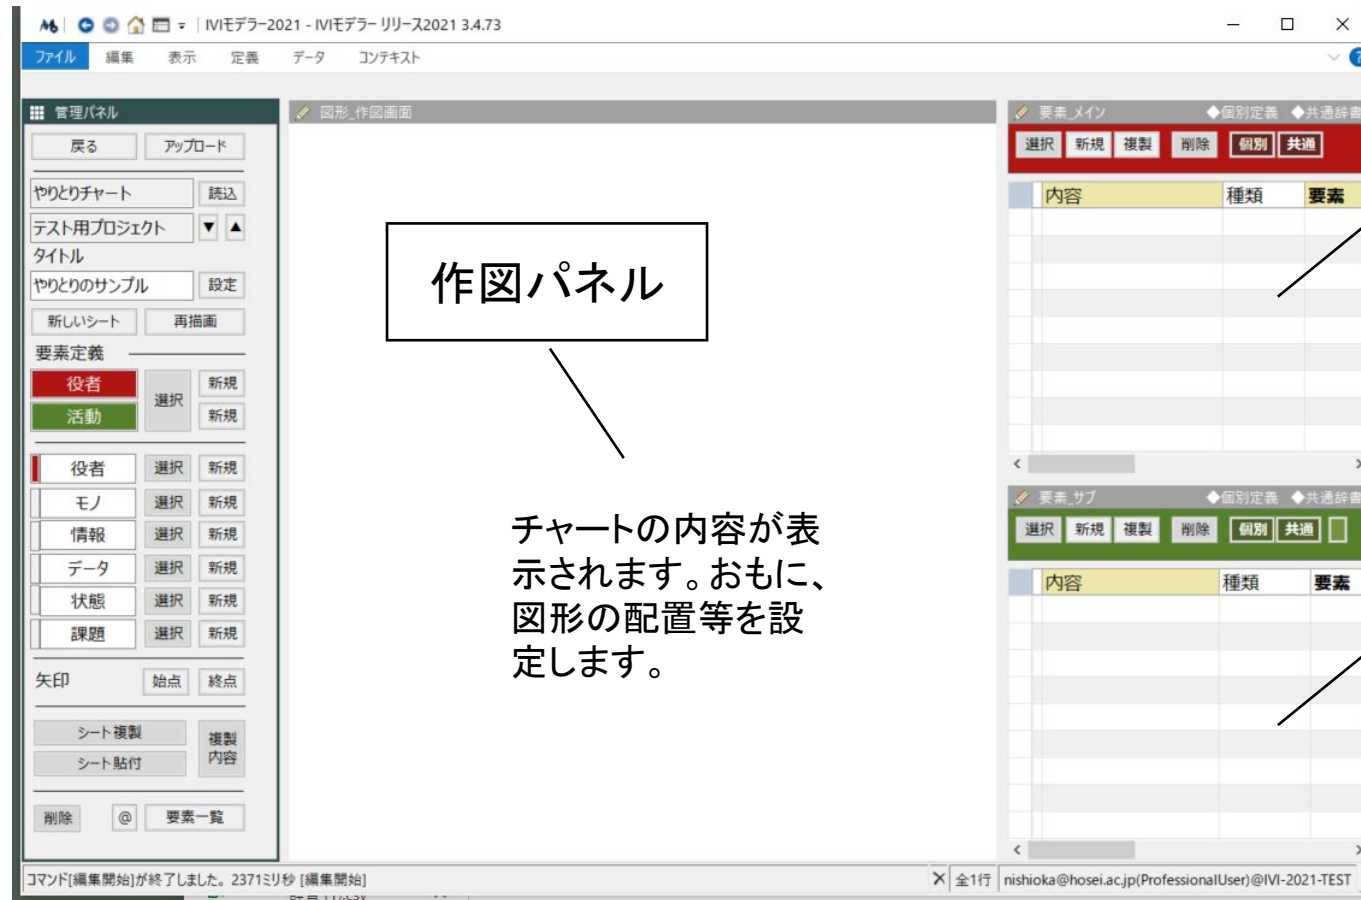 IVIモデラー2021 - IVIモデラー リリース2021 3.4.73
ファイル 編集 表示 定義 データ コンテキスト
管理パネル
戻る アップロード
やりとりチャート 読込
テスト用プロジェクト ▼ ▲
タイトル
やりとりのサンプル 設定
新しいシート 再描画
要素定義
役者 選択 新規
活動 新規
役者 選択 新規
モノ 選択 新規
情報 選択 新規
データ 選択 新規
状態 選択 新規
課題 選択 新規
矢印 始点 終点
シート複製 複製
シート貼付 内容
削除 @ 要素一覧
図形_作図画面
作図パネル
チャートの内容が表
示されます。おもに、
図形の配置等を設
定します。
要素_メイン ◆個別定義 ◆共通辞書
選択 新規 複製 削除 個別 共通
内容 種類 要素
要素_サブ ◆個別定義 ◆共通辞書
選択 新規 複製 削除 個別 共通
内容 種類 要素
コマンド[編集開始]が終了しました。2371ミリ秒 [編集開始]
全1行 nishioka@hosei.ac.jp(ProfessionalUser)@IVI-2021-TEST